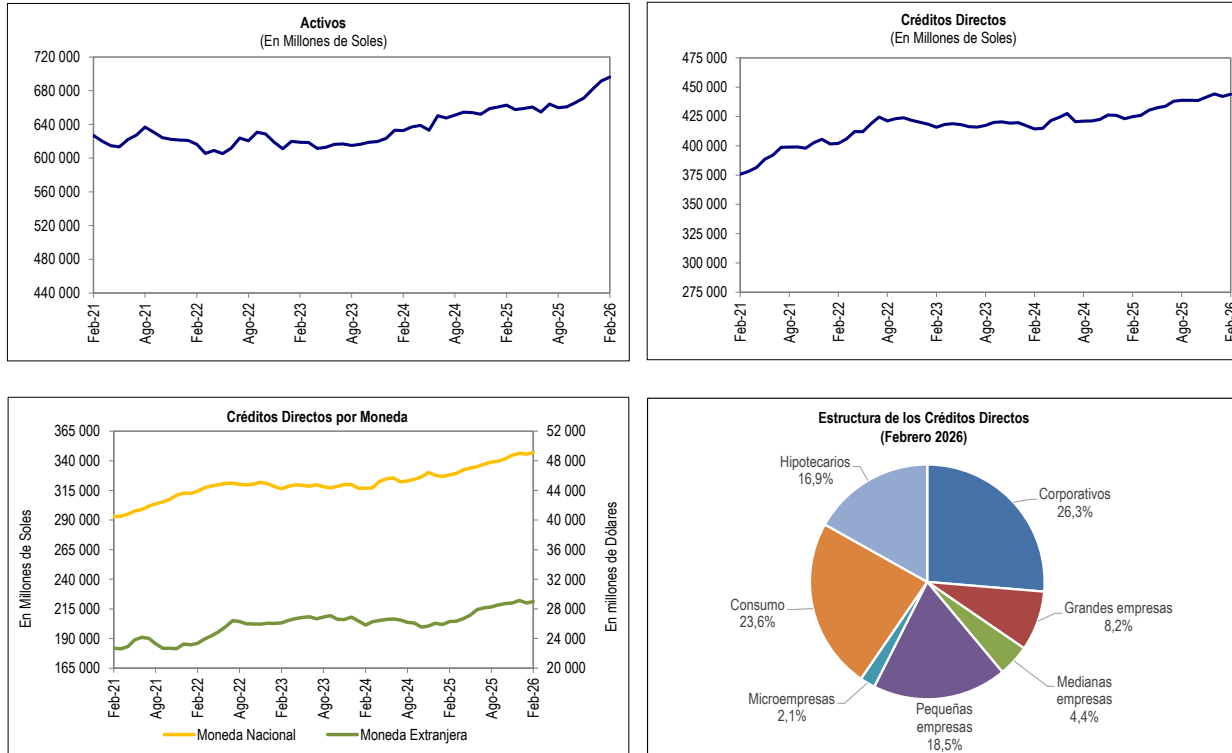 Activos
(En Millones de Soles)
720 000
680 000
640 000
600 000
560 000
520 000
480 000
440 000
Feb-21
Ago-21
Feb-22
Ago-22
Feb-23
Ago-23
Feb-24
Ago-24
Feb-25
Ago-25
Feb-26
Créditos Directos
(En Millones de Soles)
475 000
450 000
425 000
400 000
375 000
350 000
325 000
300 000
275 000
Feb-21
Ago-21
Feb-22
Ago-22
Feb-23
Ago-23
Feb-24
Ago-24
Feb-25
Ago-25
Feb-26
Créditos Directos por Moneda
En Millones de Soles
365 000
340 000
315 000
290 000
265 000
240 000
215 000
190 000
165 000
52 000
48 000
44 000
40 000
36 000
32 000
28 000
24 000
20 000
En millones de Dólares
Feb-21
Ago-21
Feb-22
Ago-22
Feb-23
Ago-23
Feb-24
Ago-24
Feb-25
Ago-25
Feb-26
Moneda Nacional
Moneda Extranjera
Estructura de los Créditos Directos
(Febrero 2026)
Hipotecarios
16,9%
Corporativos
26,3%
Grandes empresas
8,2%
Medianas
empresas
4,4%
Pequeñas
empresas
18,5%
Microempresas
2,1%
Consumo
23,6%